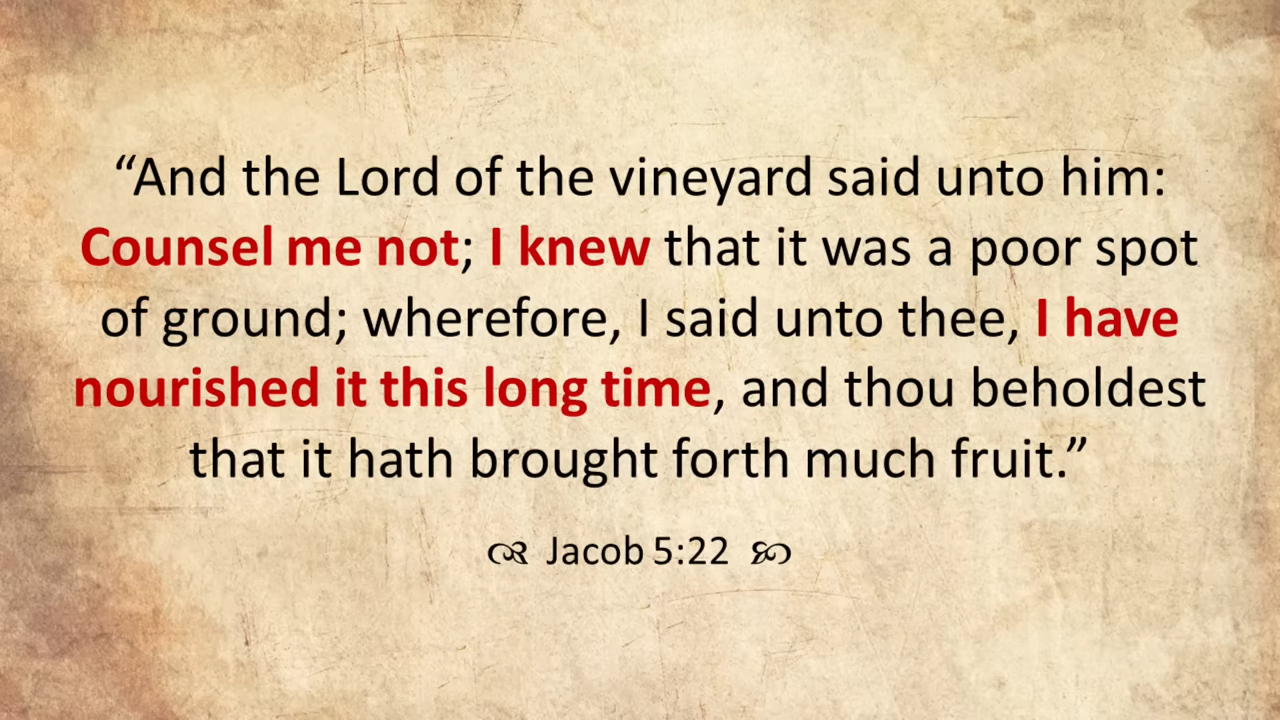 “And the Lord of the vineyard said unto him:
Counsel me not; I knew that it was a poor spot
of ground; wherefore, I said unto thee, I have
nourished it this long time, and thou beholdest
that it hath brought forth much fruit.”
Jacob 5:22